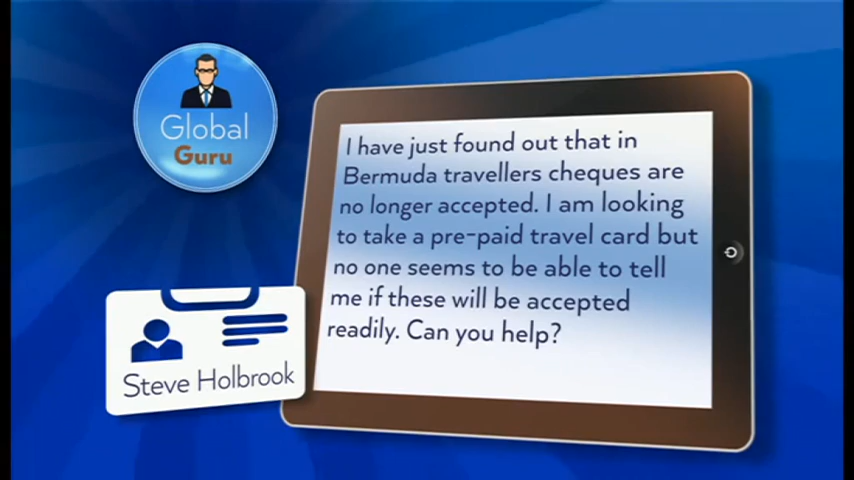 Global
Guru
I have just found out that in
Bermuda travellers cheques are
no longer accepted. I am looking
to take a pre-paid travel card but
no one seems to be able to tell
me if these will be accepted
readily. Can you help?
Steve Holbrook